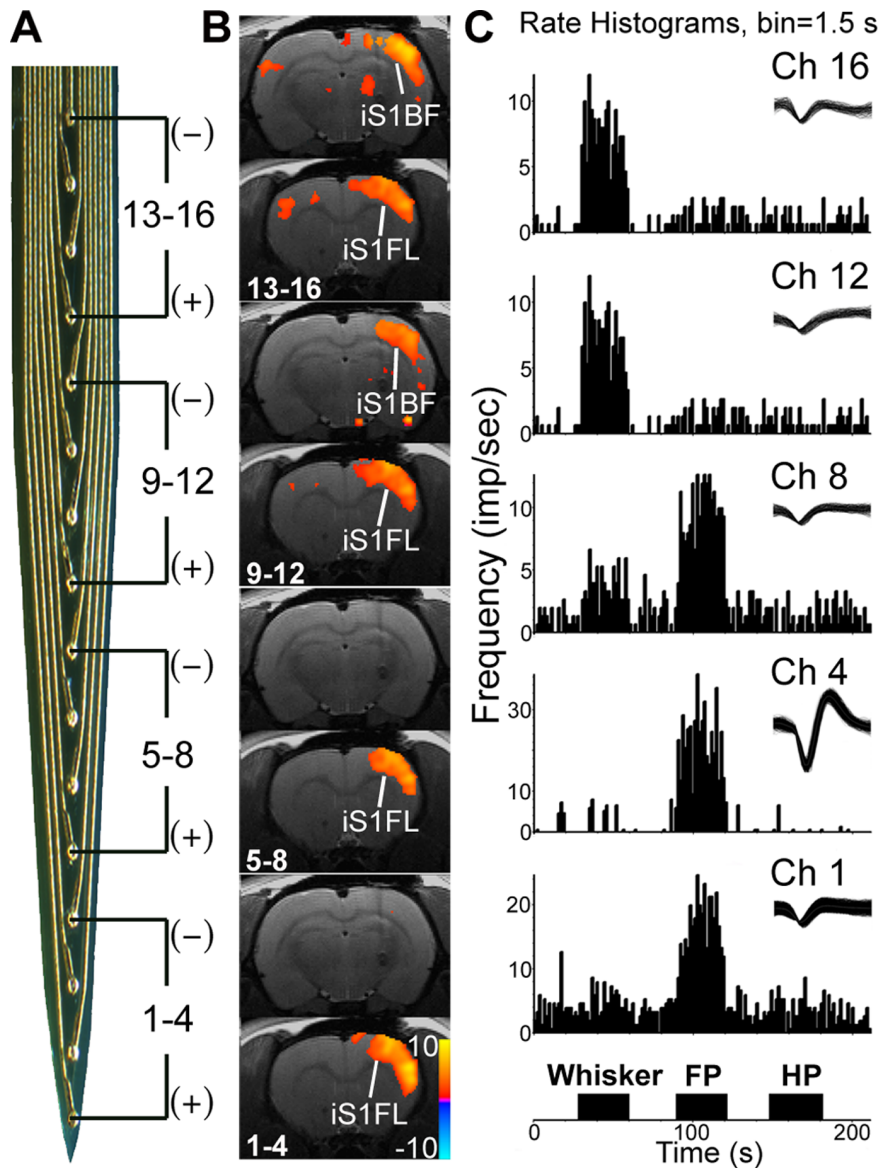 A
(−)
13-16
(+)
(−)
9-12
(+)
(−)
5-8
(+)
(−)
1-4
(+)
B
iS1BF
iS1FL
13-16
iS1BF
iS1FL
9-12
iS1FL
5-8
10
iS1FL
1-4
-10
C
Rate Histograms, bin=1.5 s
Frequency (imp/sec)
Ch 16
10
5
0
Ch 12
10
5
0
Ch 8
10
5
0
Ch 4
30
10
0
Ch 1
20
10
0
Whisker FP HP
0 100 200
Time (s)